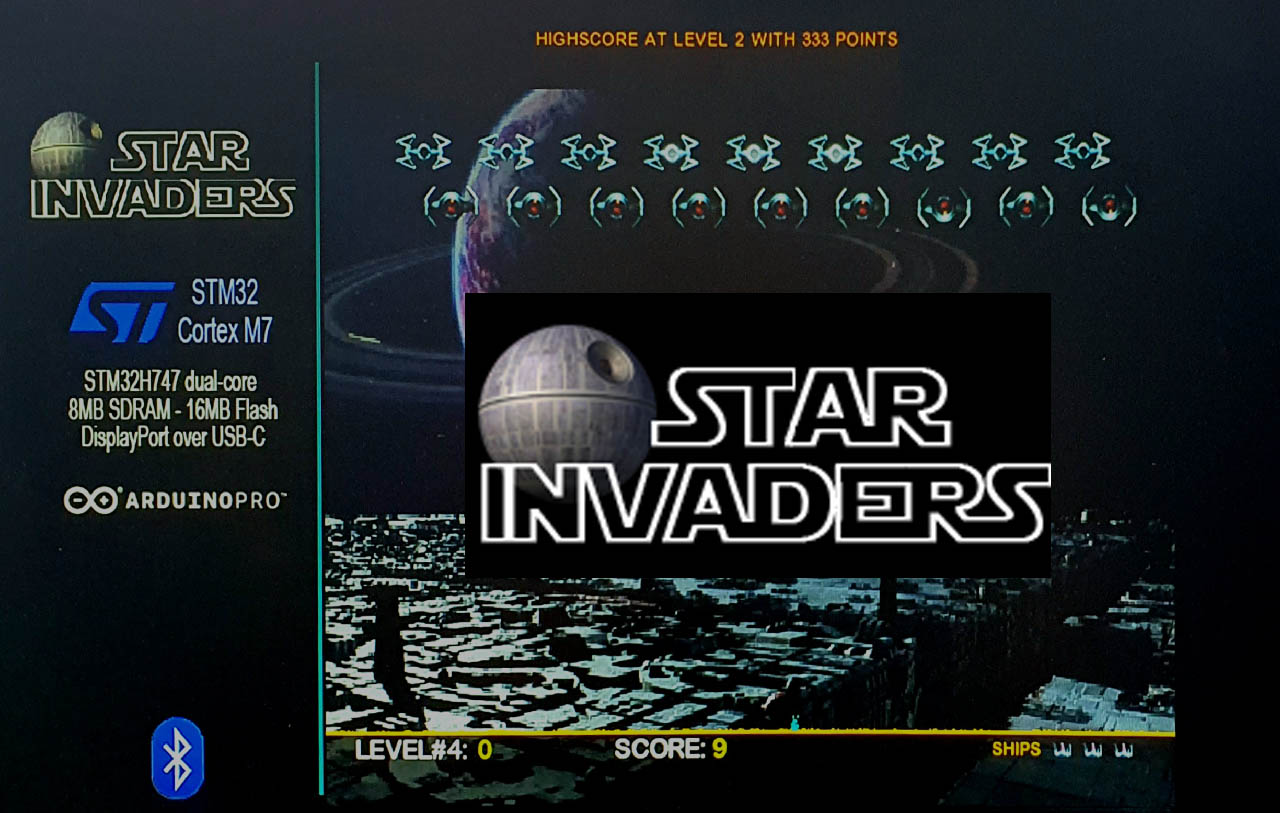 HIGHSCORE AT LEVEL 2 WITH 333 POINTS
STAR
INVADERS
STM32
Cortex M7
STM32H747 dual-core
8MB SDRAM - 16MB Flash
DisplayPort over USB-C
ARDUINOPRO™
STAR
INVADERS
LEVEL#4: 0
SCORE: 9
SHIPS